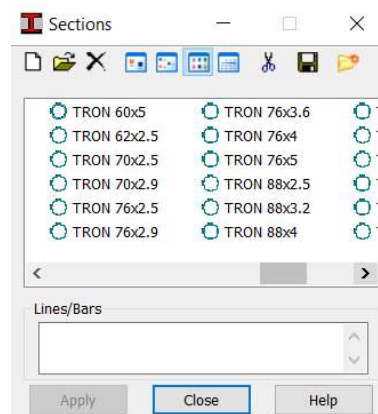 Sections
TRON 60x5 TRON 76x3.6
TRON 62x2.5 TRON 76x4
TRON 70x2.5 TRON 76x5
TRON 70x2.9 TRON 88x2.5
TRON 76x2.5 TRON 88x3.2
TRON 76x2.9 TRON 88x4
Lines/Bars
Apply Close Help